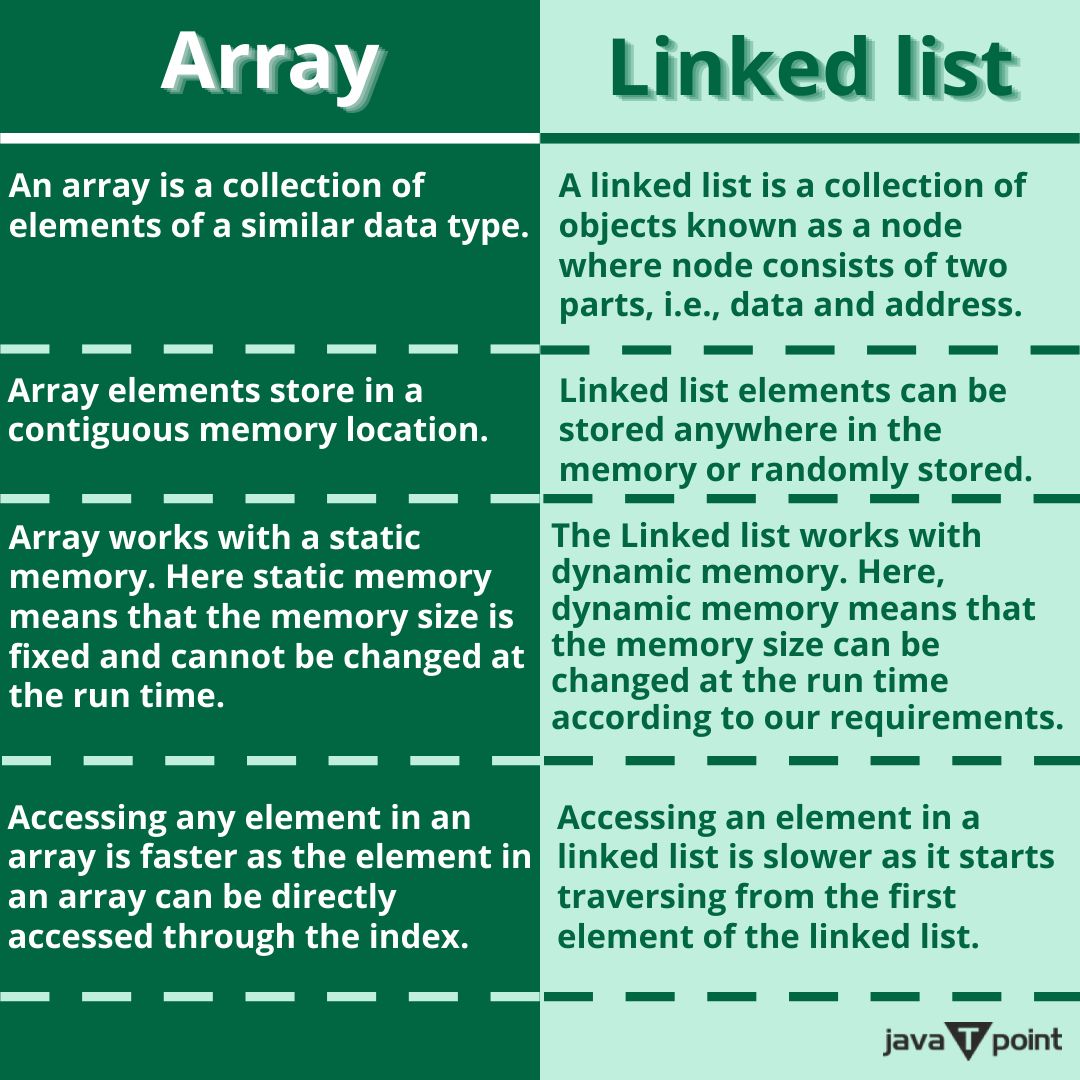 Array
Linked list
An array is a collection of
elements of a similar data type.
A linked list is a collection of
objects known as a node
where node consists of two
parts, i.e., data and address.
Array elements store in a
contiguous memory location.
Linked list elements can be
stored anywhere in the
memory or randomly stored.
Array works with a static
memory. Here static memory
means that the memory size is
fixed and cannot be changed at
the run time.
The Linked list works with
dynamic memory. Here,
dynamic memory means that
the memory size can be
changed at the run time
according to our requirements.
Accessing any element in an
array is faster as the element in
an array can be directly
accessed through the index.
Accessing an element in a
linked list is slower as it starts
traversing from the first
element of the linked list.
java T point